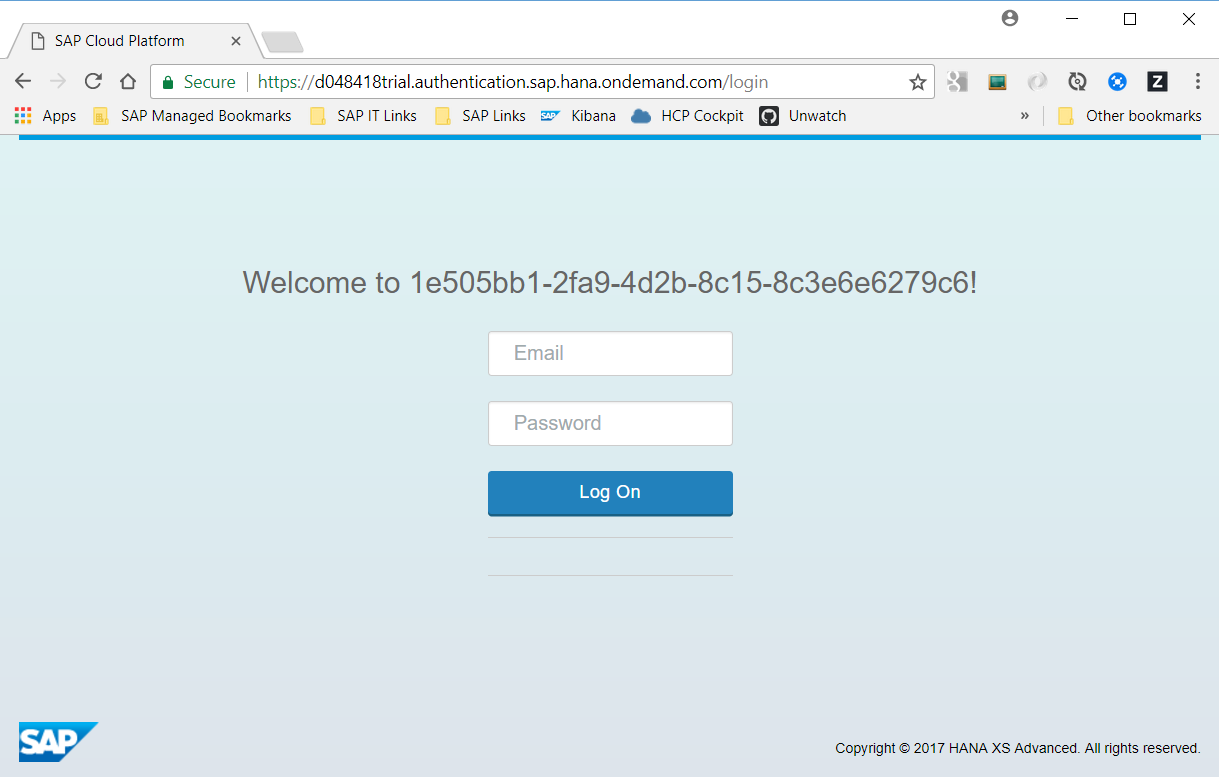 SAP Cloud Platform
Secure https://d048418trial.authentication.sap.hana.ondemand.com/login
Z
Apps SAP Managed Bookmarks SAP IT Links SAP Links SAP Kibana HCP Cockpit Unwatch » Other bookmarks
Welcome to 1e505bb1-2fa9-4d2b-8c15-8c3e6e6279c6!
Email
Password
Log On
SAP
Copyright © 2017 HANA XS Advanced. All rights reserved.